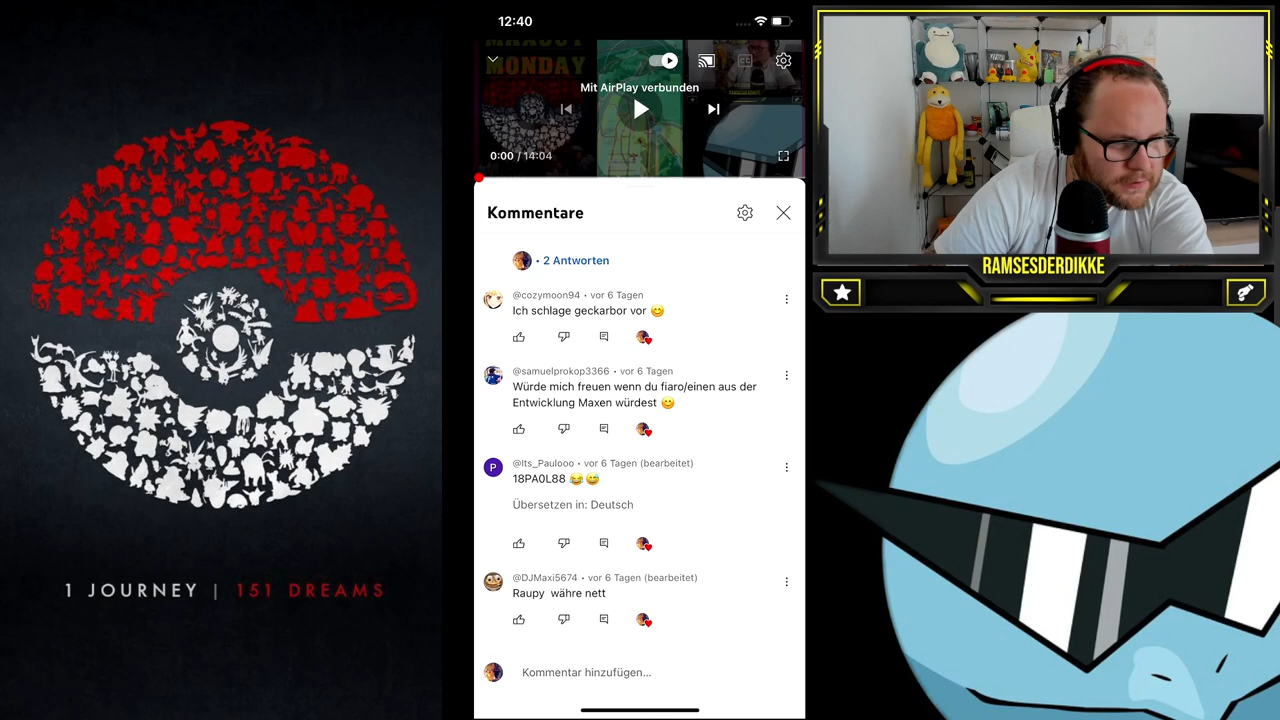 12:40
MAXOUT
MONDAY
CC
Mit AirPlay verbunden
0:00 / 14:04
Kommentare
• 2 Antworten
@cozymoon94 • vor 6 Tagen
Ich schlage geckarbor vor 😊
@samuelprokop3366 • vor 6 Tagen
Würde mich freuen wenn du fiaro/einen aus der
Entwicklung Maxen würdest 😊
P
@Its_Paulooo • vor 6 Tagen (bearbeitet)
18PA0L88 😂😅
Übersetzen in: Deutsch
@DJMaxi5674 • vor 6 Tagen (bearbeitet)
Raupy währe nett
Kommentar hinzufügen...
1 JOURNEY | 151 DREAMS
RAMSESDERDIKKE